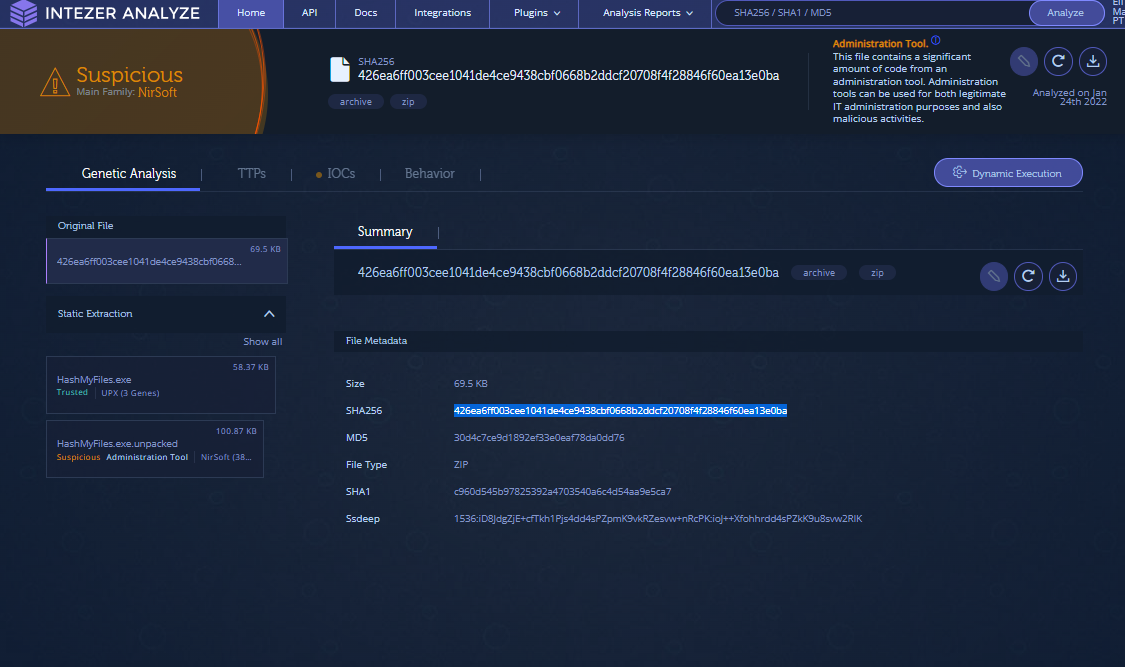 INTEZER ANALYZE
Home
API
Docs
Integrations
Plugins
Analysis Reports
SHA256 / SHA1 / MD5
Analyze
Suspicious
Main Family: NirSoft
SHA256
426ea6ff003cee1041de4ce9438cbf0668b2ddcf20708f4f28846f60ea13e0ba
archive
zip
Administration Tool.
This file contains a significant
amount of code from an
administration tool. Administration
tools can be used for both legitimate
IT administration purposes and also
malicious activities.
Analyzed on Jan
24th 2022
Genetic Analysis
TTPs
IOCs
Behavior
Dynamic Execution
Original File
69.5 KB
426ea6ff003cee1041de4ce9438cbf0668...
Static Extraction
Show all
58.37 KB
HashMyFiles.exe
Trusted
UPX (3 Genes)
100.87 KB
HashMyFiles.exe.unpacked
Suspicious Administration Tool
NirSoft (38...
Summary
426ea6ff003cee1041de4ce9438cbf0668b2ddcf20708f4f28846f60ea13e0ba
archive
zip
File Metadata
Size
69.5 KB
SHA256
426ea6ff003cee1041de4ce9438cbf0668b2ddcf20708f4f28846f60ea13e0ba
MD5
30d4c7ce9d1892ef33e0eaf78da0dd76
File Type
ZIP
SHA1
c960d545b97825392a4703540a6c4d54aa9e5ca7
Ssdeep
1536:iD8JdgZjE+cfTkh1Pjs4dd4sPZpmK9vkRZesvw+nRcPK:ioJ++Xfohhrdd4sPZkK9u8svw2RlK